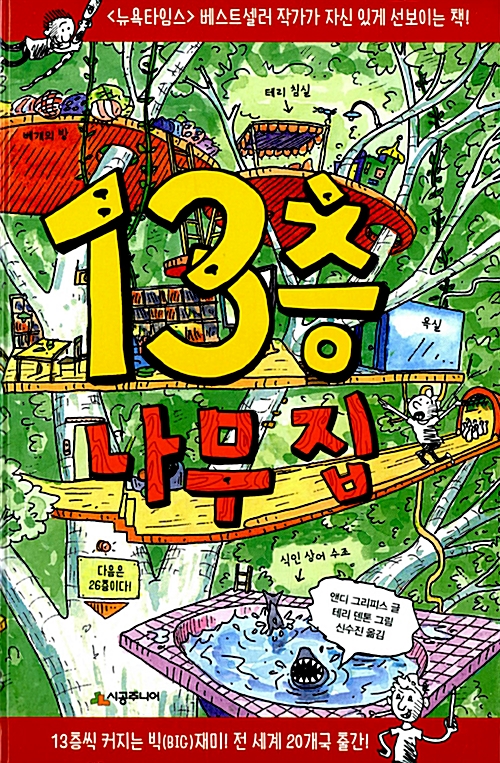 <뉴욕타임스> 베스트셀러 작가가 자신 있게 선보이는 책!
테리 침실
베개의 방
13층
욕실
나무 집
식인 상어 수조
다음은
26층이다!
앤디 그리피스 글
테리 덴톤 그림
신수진 옮김
시공주니어
13층씩 커지는 빅(BIG)재미! 전 세계 20개국 출간!